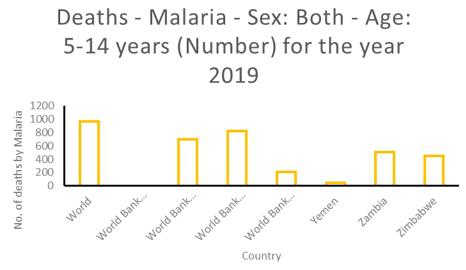 Deaths - Malaria - Sex: Both - Age:
5-14 years (Number) for the year
2019
1200
1000
800
600
400
200
0
No. of deaths by Malaria
World
World Bank...
World Bank...
World Bank...
World Bank...
Yemen
Zambia
Zimbabwe
Country